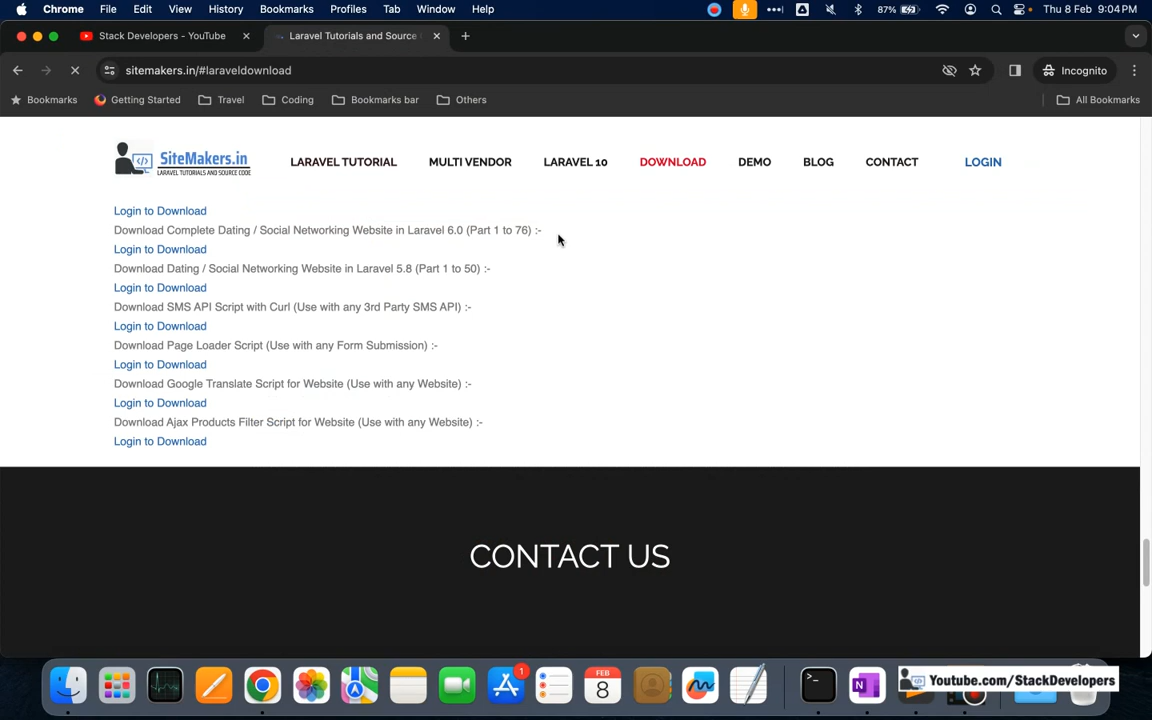 Chrome File Edit View History Bookmarks Profiles Tab Window Help 87% Thu 8 Feb 9:04PM
Stack Developers - YouTube Laravel Tutorials and Source
sitemakers.in/#laraveldownload Incognito
Bookmarks Getting Started Travel Coding Bookmarks bar Others All Bookmarks
SiteMakers.in
LARAVEL TUTORIALS AND SOURCE CODE
LARAVEL TUTORIAL MULTI VENDOR LARAVEL 10 DOWNLOAD DEMO BLOG CONTACT LOGIN
Login to Download
Download Complete Dating / Social Networking Website in Laravel 6.0 (Part 1 to 76) :-
Login to Download
Download Dating / Social Networking Website in Laravel 5.8 (Part 1 to 50) :-
Login to Download
Download SMS API Script with Curl (Use with any 3rd Party SMS API) :-
Login to Download
Download Page Loader Script (Use with any Form Submission) :-
Login to Download
Download Google Translate Script for Website (Use with any Website) :-
Login to Download
Download Ajax Products Filter Script for Website (Use with any Website) :-
Login to Download
CONTACT US
1
FEB
8
Youtube.com/StackDevelopers